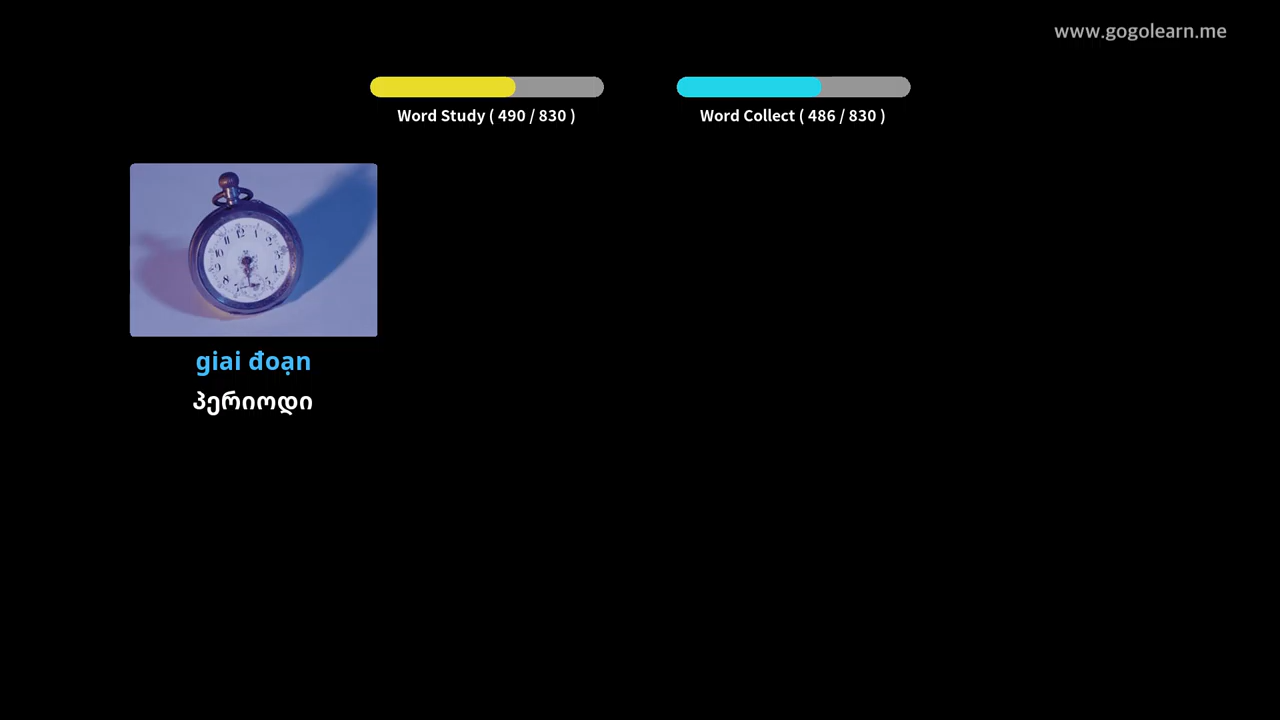 www.gogolearn.me
Word Study ( 490 / 830 )
Word Collect ( 486 / 830 )
giai đoạn
პერიოდი